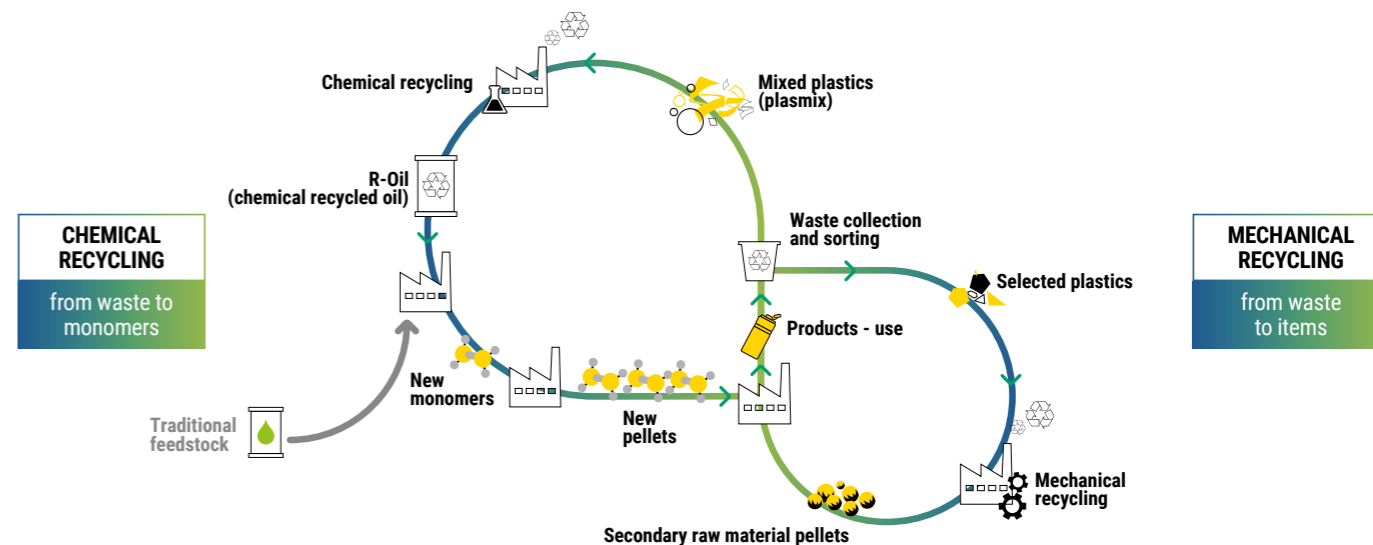 Chemical recycling
Mixed plastics
(plasmix)
R-Oil
(chemical recycled oil)
CHEMICAL
RECYCLING
from waste to
monomers
Waste collection
and sorting
MECHANICAL
RECYCLING
from waste
to items
Selected plastics
Products - use
New
monomers
New
pellets
Traditional
feedstock
Mechanical
recycling
Secondary raw material pellets